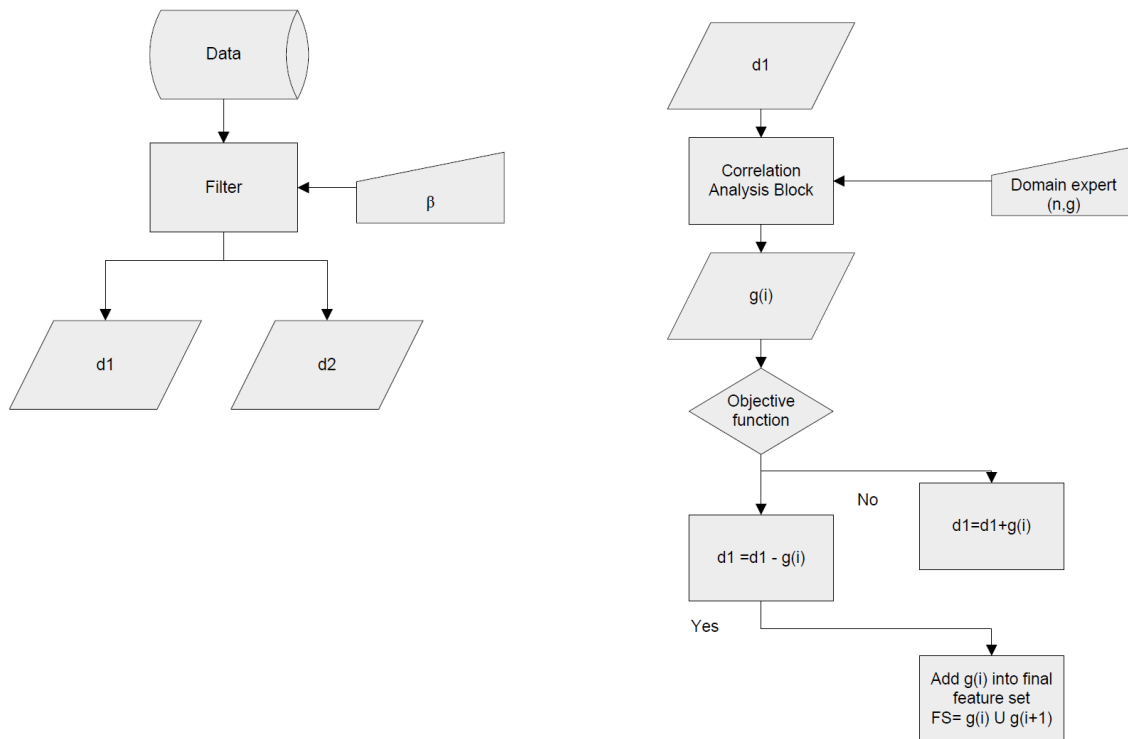 Data
Filter
β
d1
d2
d1
Correlation
Analysis Block
Domain expert
(n,g)
g(i)
Objective
function
No
d1=d1+g(i)
d1 =d1 - g(i)
Yes
Add g(i) into final
feature set
FS= g(i) U g(i+1)